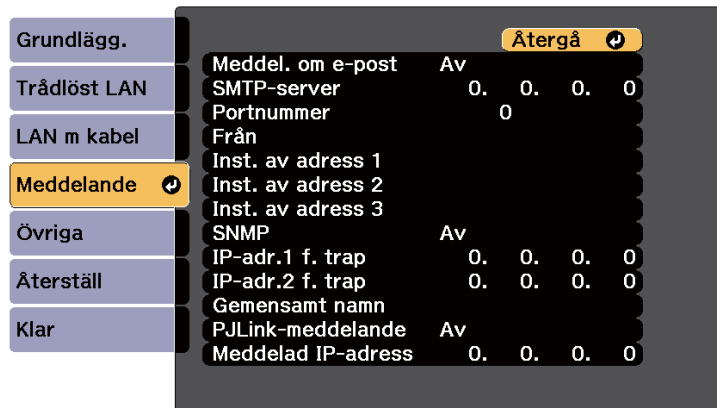 Grundlägg.
Trådlöst LAN
LAN m kabel
Meddelande
Övriga
Återställ
Klar
Återgå
Meddel. om e-post Av
SMTP-server 0. 0. 0. 0
Portnummer 0
Från
Inst. av adress 1
Inst. av adress 2
Inst. av adress 3
SNMP Av
IP-adr.1 f. trap 0. 0. 0. 0
IP-adr.2 f. trap 0. 0. 0. 0
Gemensamt namn
PJLink-meddelande Av
Meddelad IP-adress 0. 0. 0. 0